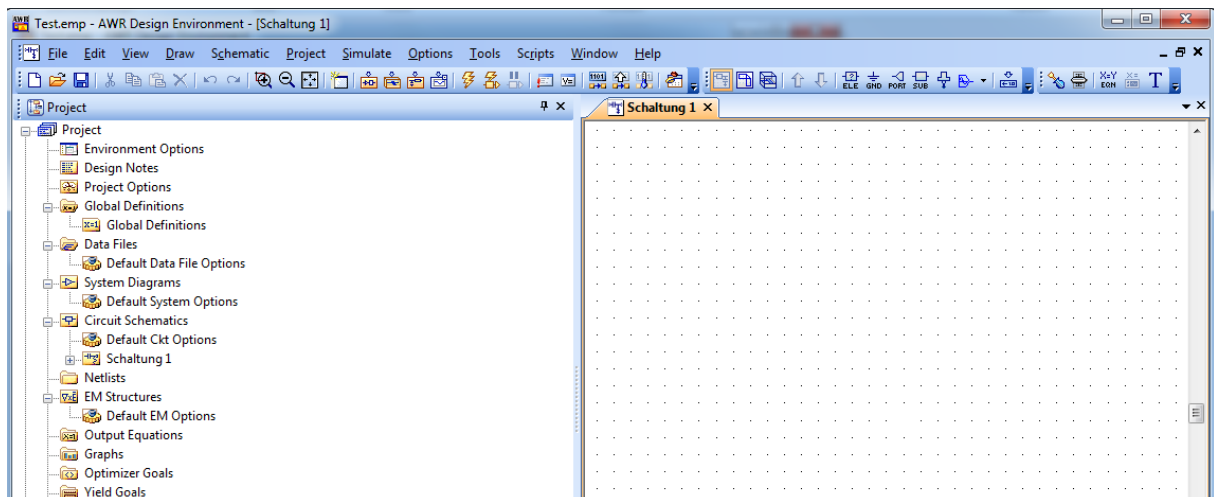 Test.emp - AWR Design Environment - [Schaltung 1]
File Edit View Draw Schematic Project Simulate Options Tools Scripts Window Help
ELE GND PORT SUB X=Y EQN T
Project
Schaltung 1
Project
Environment Options
Design Notes
Project Options
Global Definitions
Global Definitions
Data Files
Default Data File Options
System Diagrams
Default System Options
Circuit Schematics
Default Ckt Options
Schaltung 1
Netlists
EM Structures
Default EM Options
Output Equations
Graphs
Optimizer Goals
Yield Goals